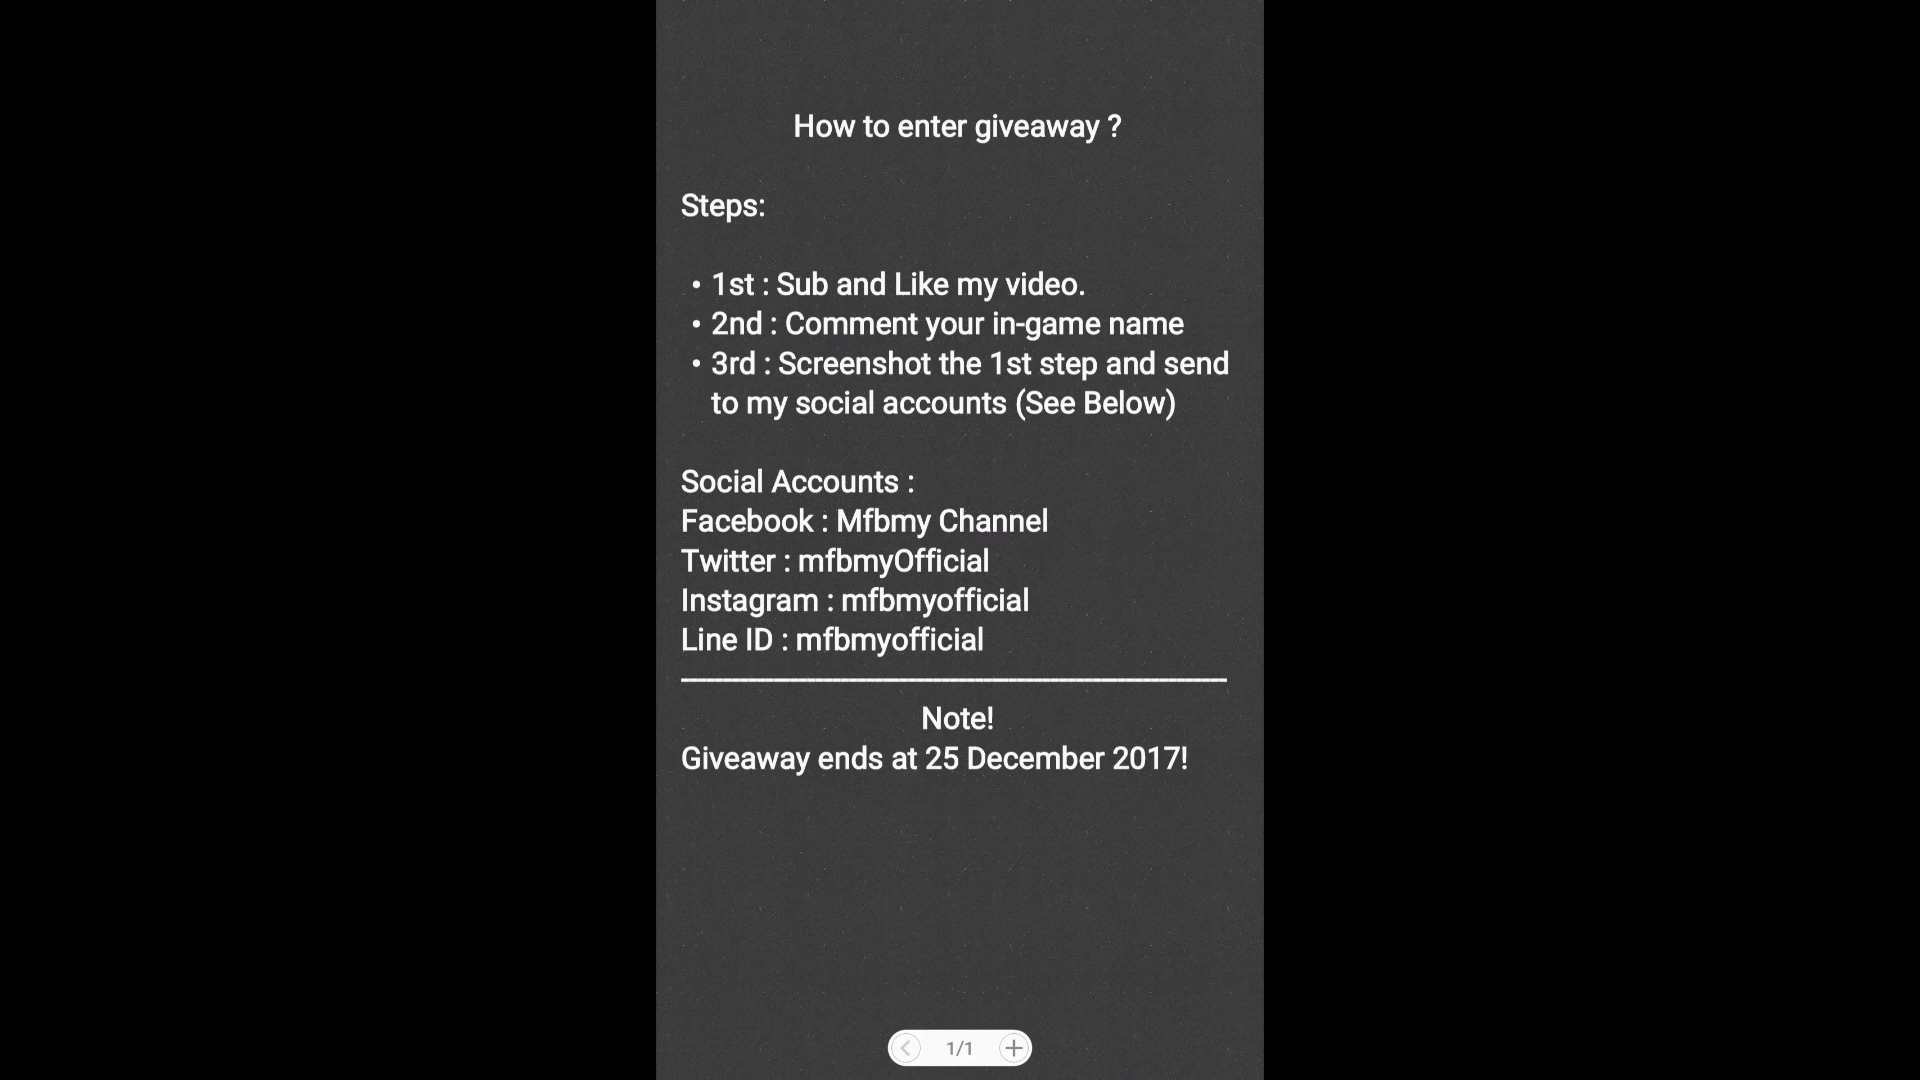 How to enter giveaway ?
Steps:
• 1st : Sub and Like my video.
• 2nd : Comment your in-game name
• 3rd : Screenshot the 1st step and send
to my social accounts (See Below)
Social Accounts :
Facebook : Mfbmy Channel
Twitter : mfbmyOfficial
Instagram : mfbmyofficial
Line ID : mfbmyofficial
Note!
Giveaway ends at 25 December 2017!
1/1